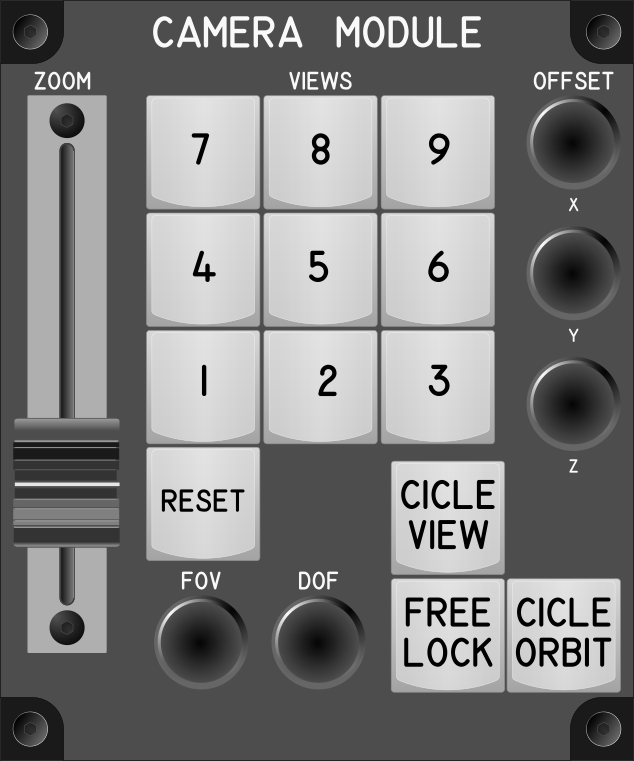 CAMERA MODULE
ZOOM
VIEWS
OFFSET
7
8
9
X
4
5
6
Y
1
2
3
Z
RESET
CICLE
VIEW
FOV
DOF
FREE
LOCK
CICLE
ORBIT